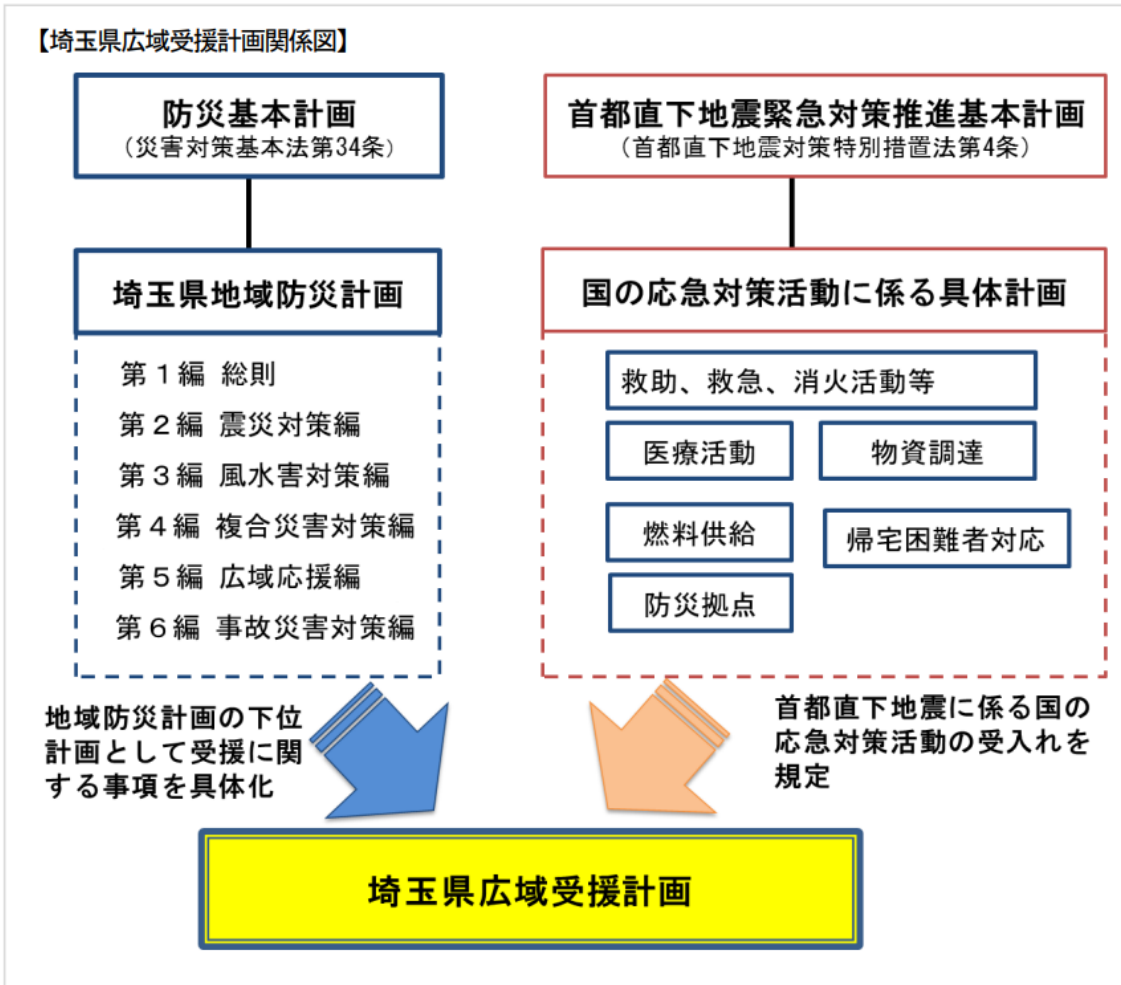 【埼玉県広域受援計画関係図】
防災基本計画
（災害対策基本法第34条）
首都直下地震緊急対策推進基本計画
（首都直下地震対策特別措置法第4条）
埼玉県地域防災計画
第１編 総則
第２編 震災対策編
第３編 風水害対策編
第４編 複合災害対策編
第５編 広域応援編
第６編 事故災害対策編
国の応急対策活動に係る具体計画
救助、救急、消火活動等
医療活動
物資調達
燃料供給
帰宅困難者対応
防災拠点
地域防災計画の下位
計画として受援に関
する事項を具体化
首都直下地震に係る国の
応急対策活動の受入れを
規定
埼玉県広域受援計画